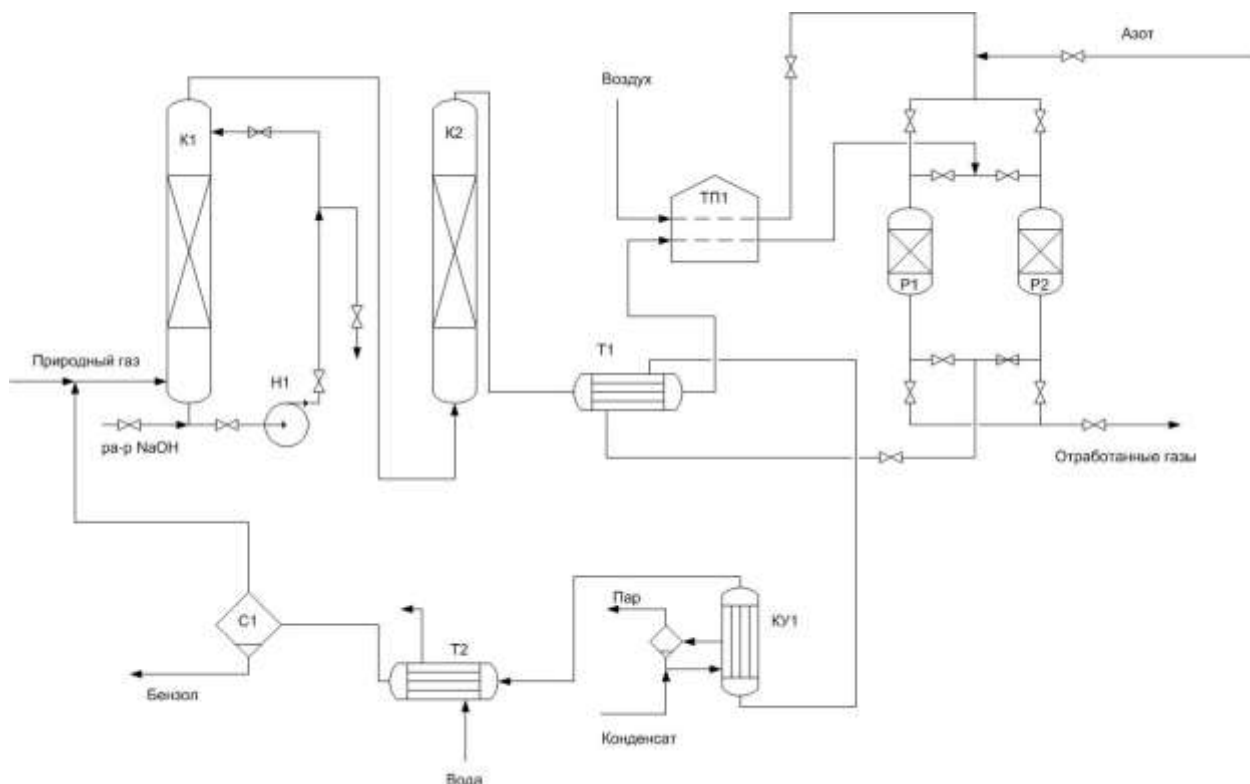 Азот
Воздух
К1
К2
ТП1
Р1
Р2
Природный газ
Т1
Н1
ра-р NaOH
Отработанные газы
Пар
КУ1
С1
Т2
Бензол
Конденсат
Вода